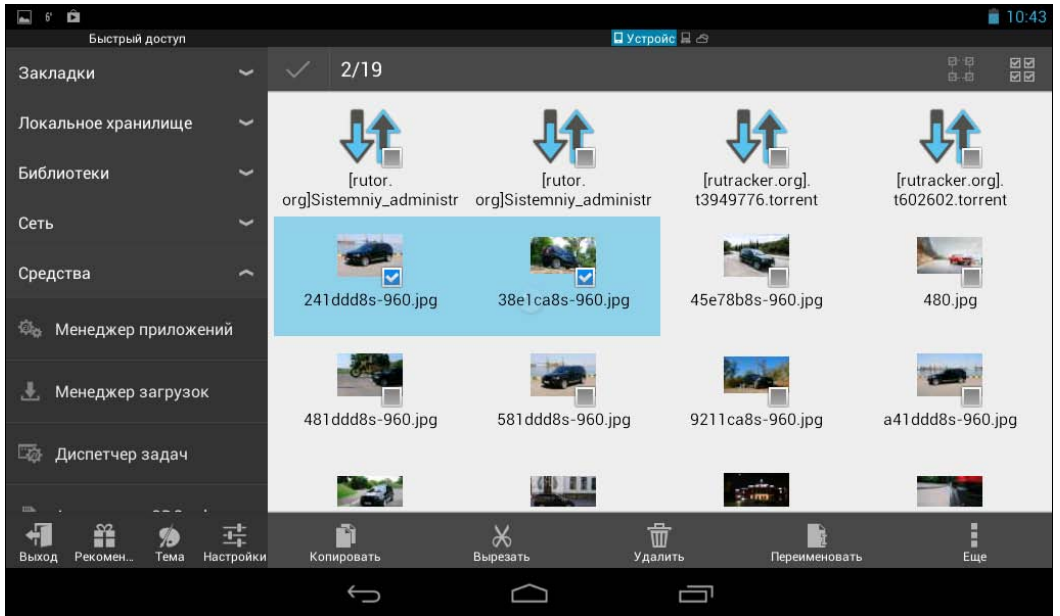 6'
10:43
Быстрый доступ
Устройс
Закладки
2/19
Локальное хранилище
Библиотеки
Сеть
Средства
Менеджер приложений
Менеджер загрузок
Диспетчер задач
[rutor.
org]Sistemniy_administr
[rutor.
org]Sistemniy_administr
[rutracker.org].
t3949776.torrent
[rutracker.org].
t602602.torrent
241ddd8s-960.jpg
38e1ca8s-960.jpg
45e78b8s-960.jpg
480.jpg
481ddd8s-960.jpg
581ddd8s-960.jpg
9211ca8s-960.jpg
a41ddd8s-960.jpg
Выход
Рекомен...
Тема
Настройки
Копировать
Вырезать
Удалить
Переименовать
Еще